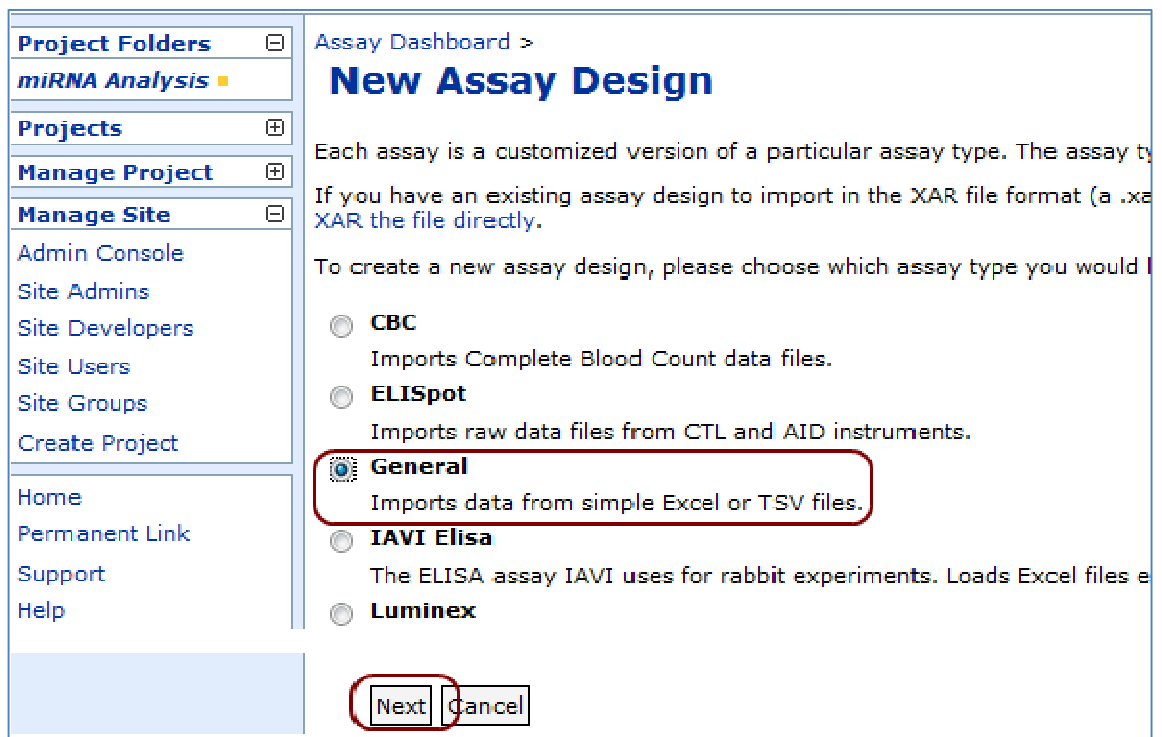 Project Folders
miRNA Analysis
Projects
Manage Project
Manage Site
Admin Console
Site Admins
Site Developers
Site Users
Site Groups
Create Project
Home
Permanent Link
Support
Help
Assay Dashboard >
New Assay Design
Each assay is a customized version of a particular assay type. The assay
If you have an existing assay design to import in the XAR file format (a .xa
XAR the file directly.
To create a new assay design, please choose which assay type you would
CBC
Imports Complete Blood Count data files.
ELISpot
Imports raw data files from CTL and AID instruments.
General
Imports data from simple Excel or TSV files.
IAVI Elisa
The ELISA assay IAVI uses for rabbit experiments. Loads Excel files
Luminex
Next
Cancel